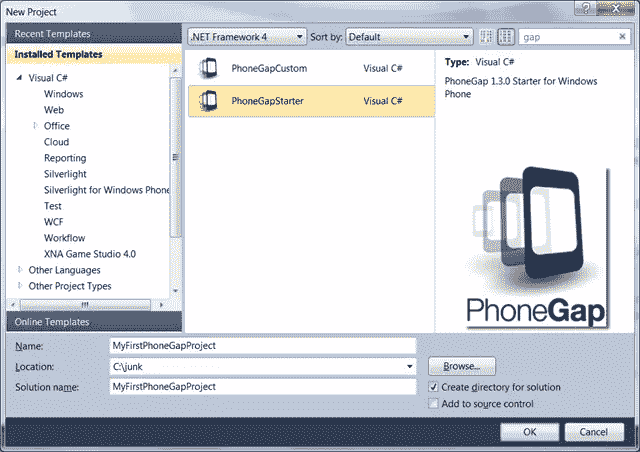 New Project
Recent Templates
.NET Framework 4
Sort by:
Default
gap
Installed Templates
Visual C#
Windows
Web
Office
Cloud
Reporting
Silverlight
Silverlight for Windows Phone
Test
WCF
Workflow
XNA Game Studio 4.0
Other Languages
Other Project Types
Online Templates
PhoneGapCustom Visual C#
PhoneGapStarter Visual C#
Type: Visual C#
PhoneGap 1.3.0 Starter for Windows
Phone
PhoneGap
Name: MyFirstPhoneGapProject
Location: C:\junk
Browse...
Solution name: MyFirstPhoneGapProject
Create directory for solution
Add to source control
OK
Cancel